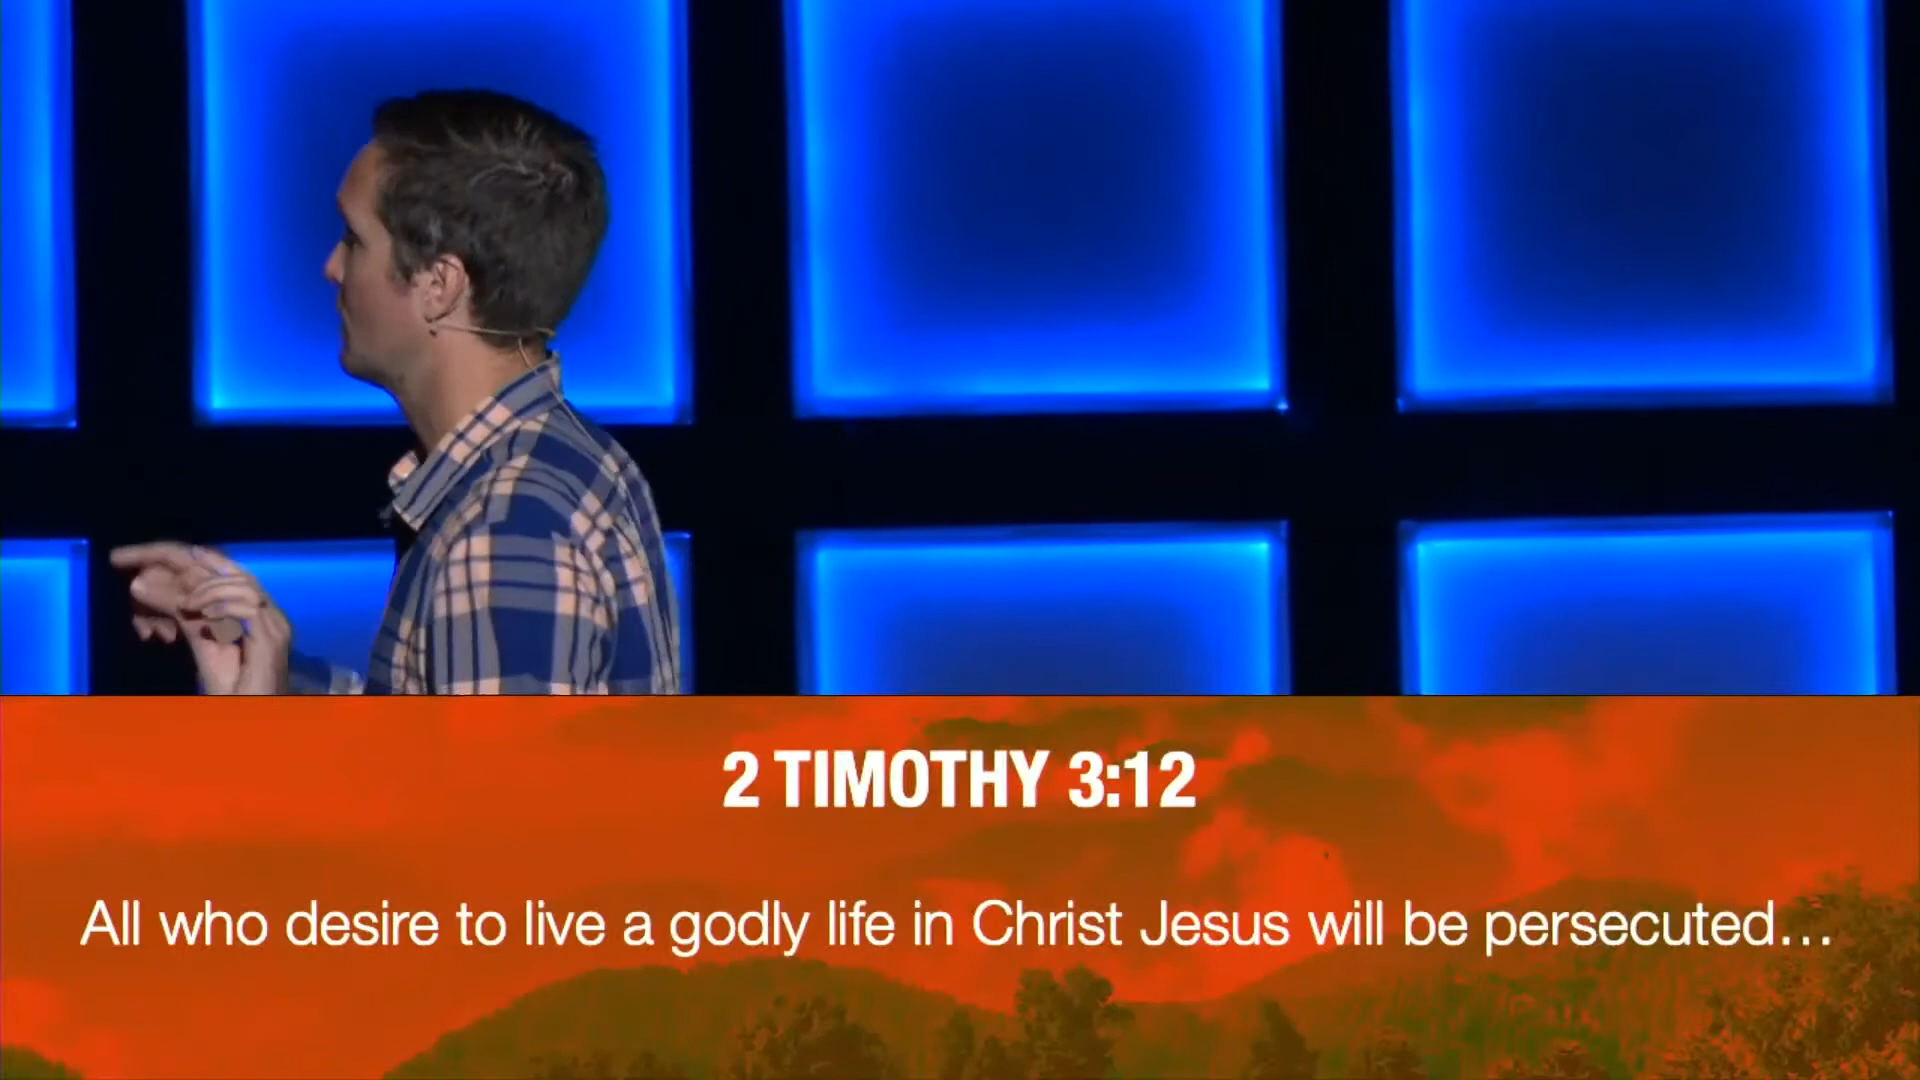 2 TIMOTHY 3:12
All who desire to live a godly life in Christ Jesus will be persecuted…